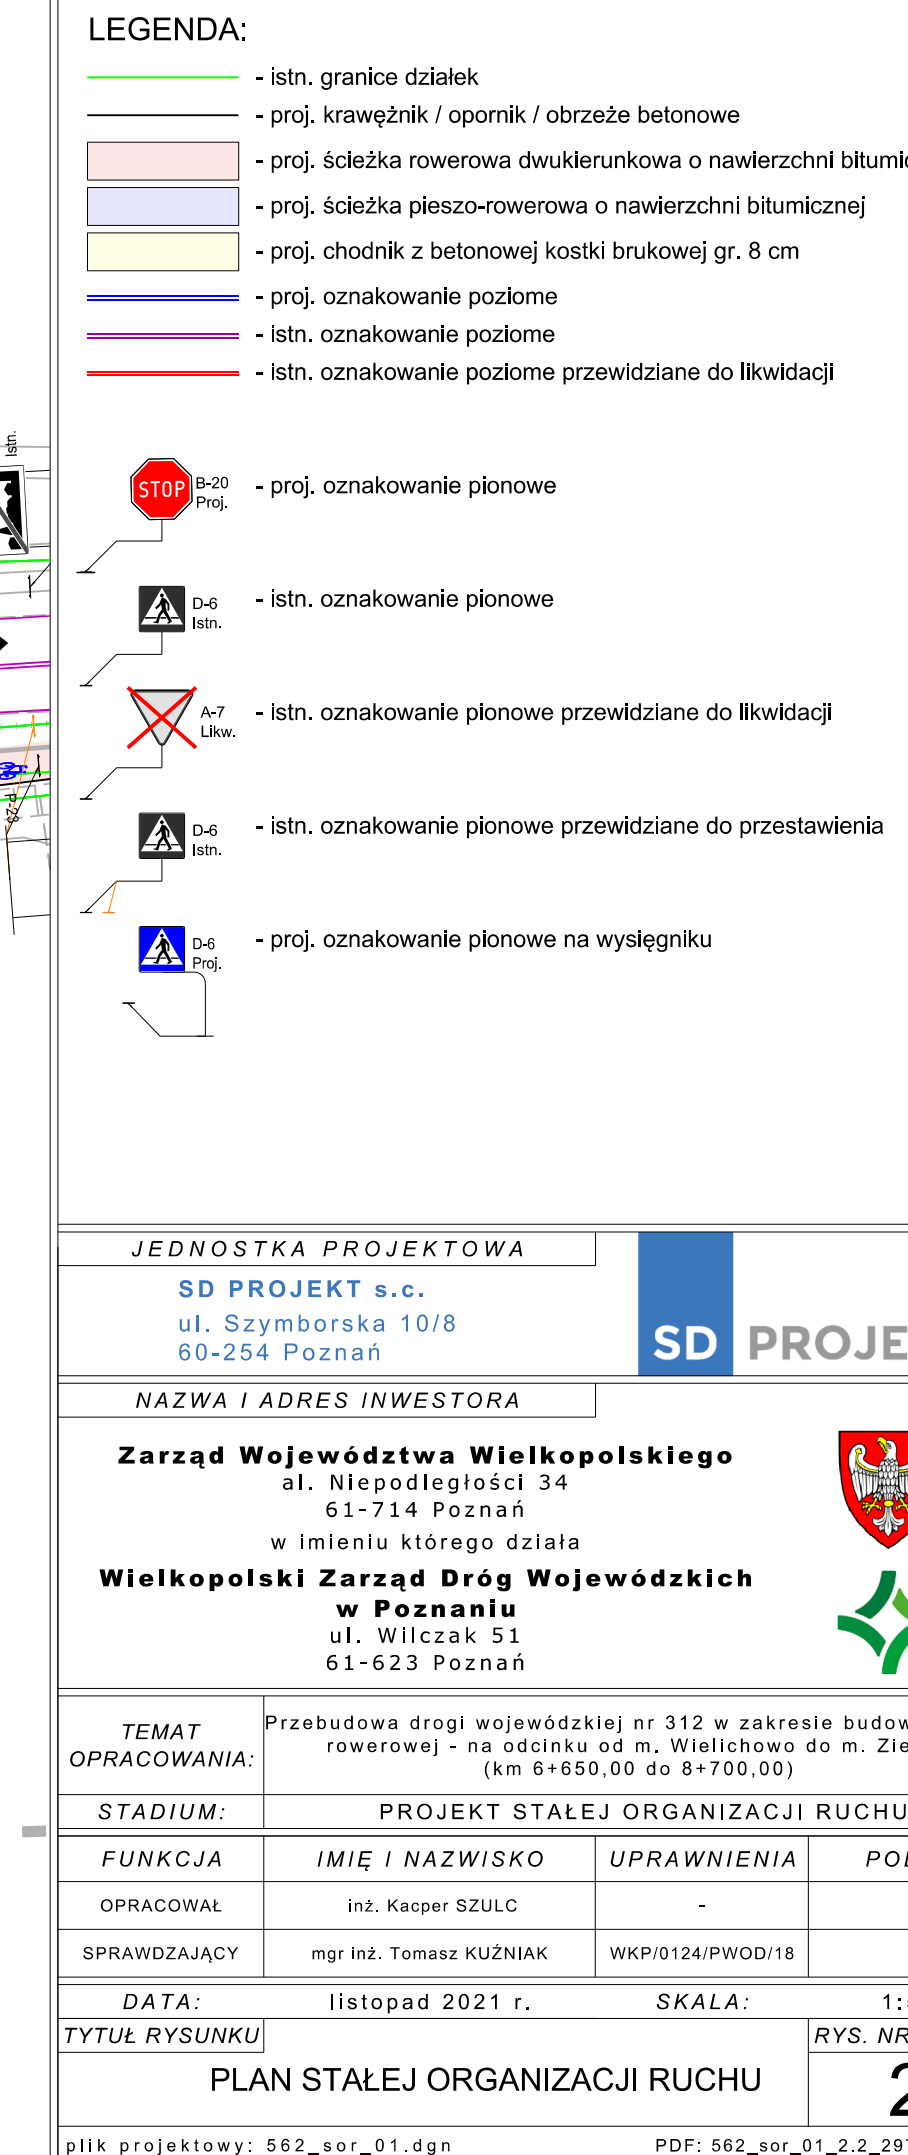 LEGENDA:
- istn. granice działek
- proj. krawężnik / opornik / obrzeże betonowe
- proj. ścieżka rowerowa dwukierunkowa o nawierzchni
- proj. ścieżka pieszo-rowerowa o nawierzchni bitumicznej
- proj. chodnik z betonowej kostki brukowej gr. 8 cm
- proj. oznakowanie poziome
- istn. oznakowanie poziome
- istn. oznakowanie poziome przewidziane do likwidacji
Istn.
STOP
B-20
Proj.
- proj. oznakowanie pionowe
D-6
Istn.
- istn. oznakowanie pionowe
A-7
Likw.
- istn. oznakowanie pionowe przewidziane do likwidacji
P-23
D-6
Istn.
- istn. oznakowanie pionowe przewidziane do przestawienia
D-6
Proj.
- proj. oznakowanie pionowe na wysięgniku
JEDNOSTKA PROJEKTOWA
SD PROJEKT s.c.
ul. Szymborska 10/8
60-254 Poznań
SD PROJE
NAZWA I ADRES INWESTORA
Zarząd Województwa Wielkopolskiego
al. Niepodległości 34
61-714 Poznań
w imieniu którego działa
Wielkopolski Zarząd Dróg Wojewódzkich
w Poznaniu
ul. Wilczak 51
61-623 Poznań
TEMAT
OPRACOWANIA:
Przebudowa drogi wojewódzkiej nr 312 w zakresie budow
rowerowej - na odcinku od m. Wielichowo do m. Zie
(km 6+650,00 do 8+700,00)
STADIUM:
PROJEKT STAŁEJ ORGANIZACJI RUCHU
FUNKCJA IMIĘ I NAZWISKO UPRAWNIENIA
OPRACOWAŁ inż. Kacper SZULC -
SPRAWDZAJĄCY mgr inż. Tomasz KUŹNIAK WKP/0124/PWOD/18
DATA: listopad 2021 r. SKALA: 1:
TYTUŁ RYSUNKU RYS. NR
PLAN STAŁEJ ORGANIZACJI RUCHU 2
plik projektowy: 562_sor_01.dgn PDF: 562_sor_01_2.2_29